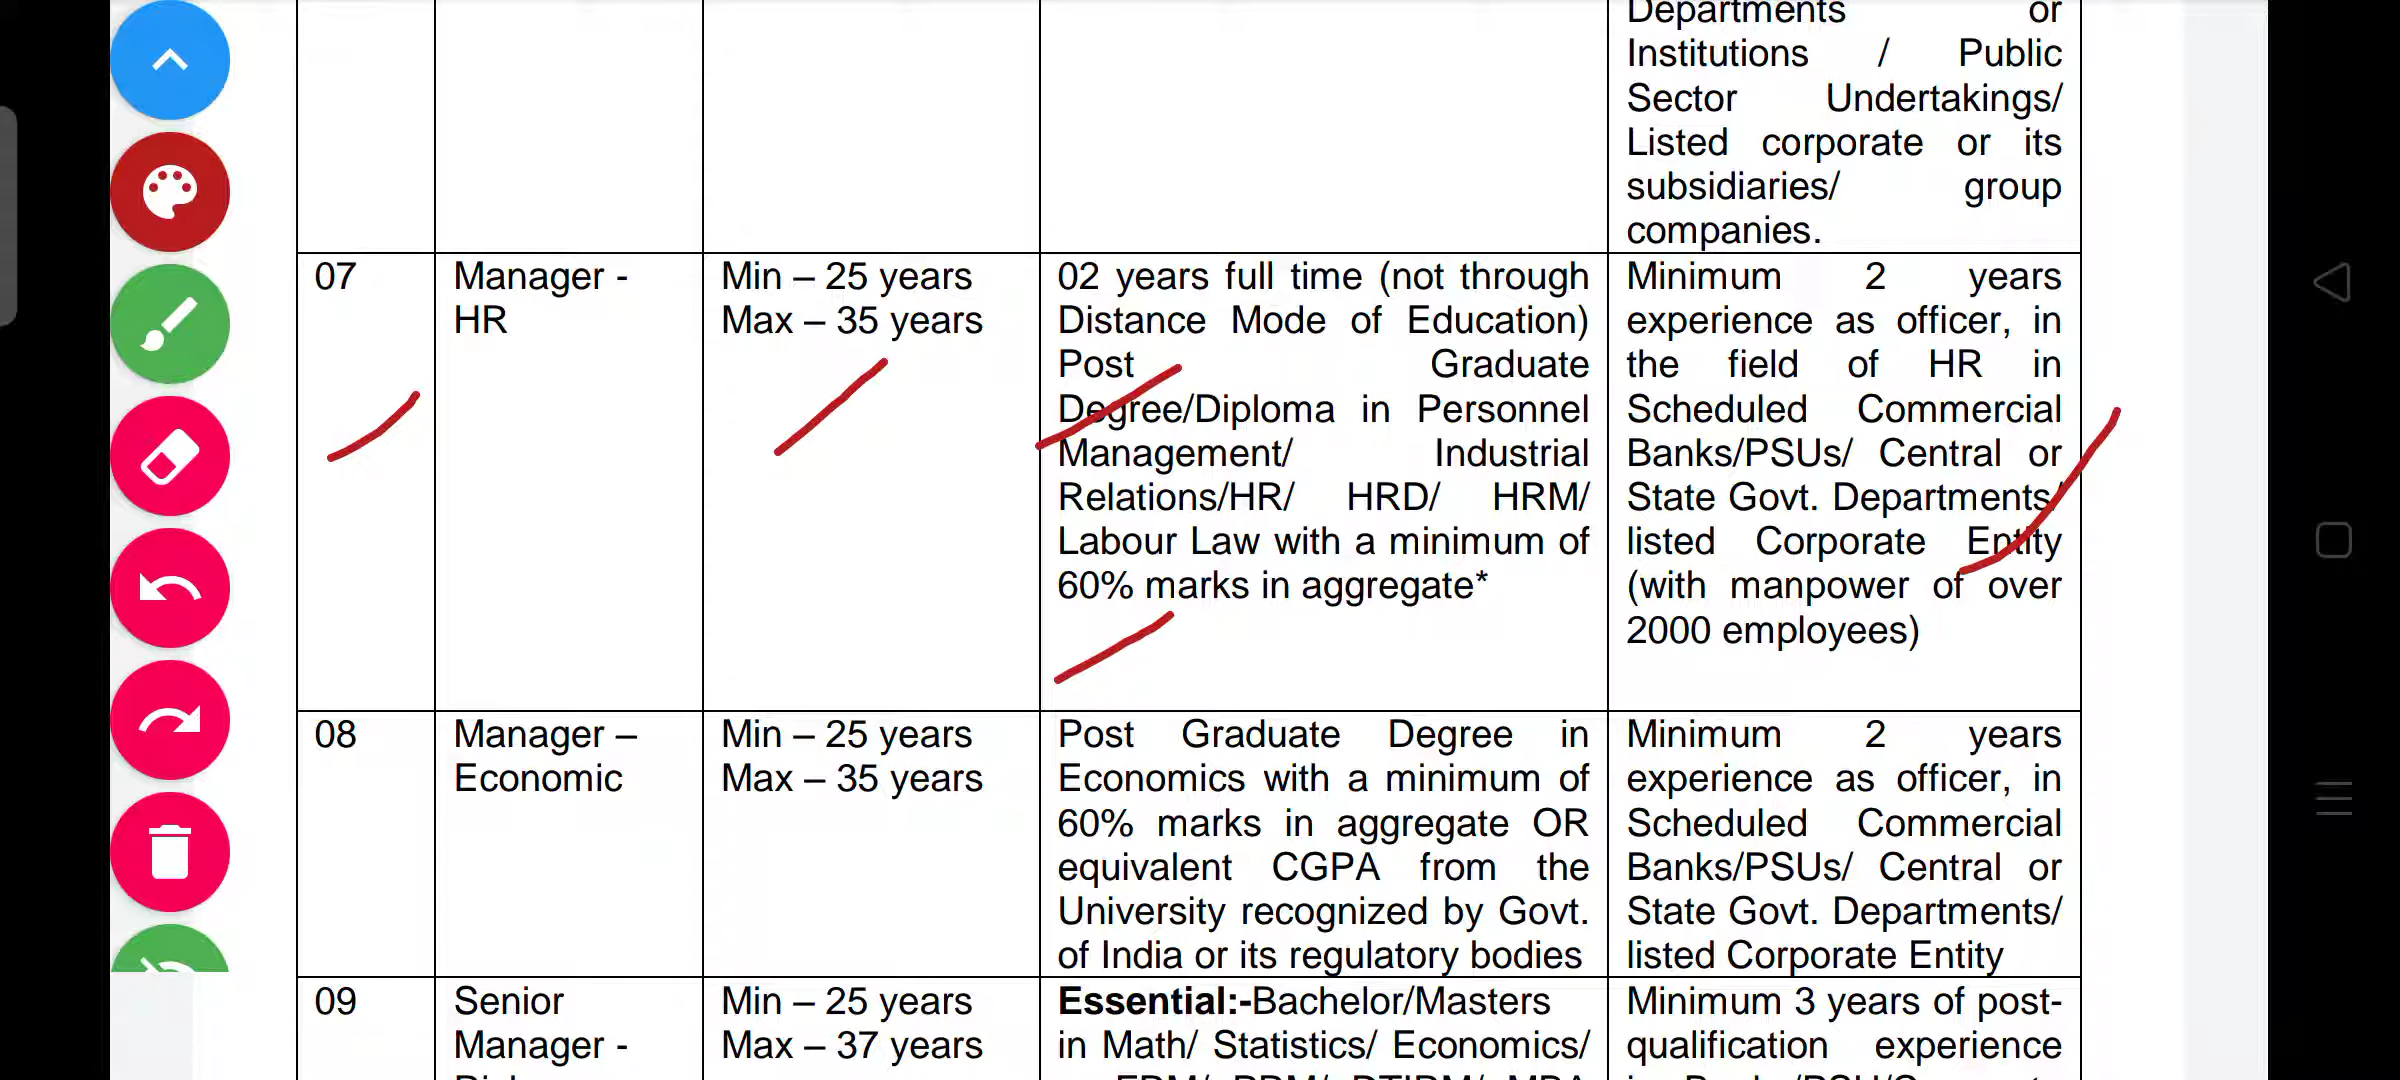 Departments or
Institutions / Public
Sector Undertakings/
Listed corporate or its
subsidiaries/ group
companies.
07
Manager -
HR
Min – 25 years
Max – 35 years
02 years full time (not through
Distance Mode of Education)
Post Graduate
Degree/Diploma in Personnel
Management/ Industrial
Relations/HR/ HRD/ HRM/
Labour Law with a minimum of
60% marks in aggregate*
Minimum 2 years
experience as officer, in
the field of HR in
Scheduled Commercial
Banks/PSUs/ Central or
State Govt. Departments/
listed Corporate Entity
(with manpower of over
2000 employees)
08
Manager –
Economic
Min – 25 years
Max – 35 years
Post Graduate Degree in
Economics with a minimum of
60% marks in aggregate OR
equivalent CGPA from the
University recognized by Govt.
of India or its regulatory bodies
Minimum 2 years
experience as officer, in
Scheduled Commercial
Banks/PSUs/ Central or
State Govt. Departments/
listed Corporate Entity
09
Senior
Manager -
Min – 25 years
Max – 37 years
Essential:-Bachelor/Masters
in Math/ Statistics/ Economics/
Minimum 3 years of post-
qualification experience